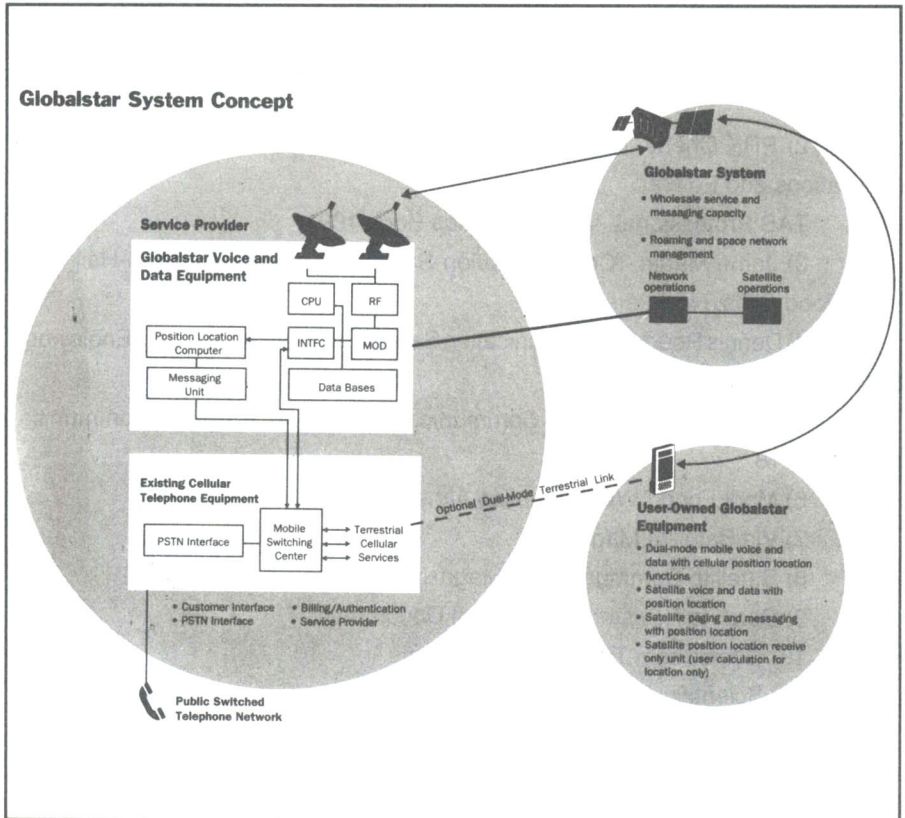 Globalstar System Concept
Service Provider
Globalstar Voice and
Data Equipment
CPU
RF
Position Location
Computer
INTFC
MOD
Messaging
Unit
Data Bases
Existing Cellular
Telephone Equipment
PSTN Interface
Mobile
Switching
Center
Terrestrial
Cellular
Services
• Customer Interface
• PSTN Interface
• Billing/Authentication
• Service Provider
Public Switched
Telephone Network
Globalstar System
• Wholesale service and
messaging capacity
• Roaming and space network
management
Network
operations
Satellite
operations
Optional Dual-Mode Terrestrial Link
User-Owned Globalstar
Equipment
• Dual-mode mobile voice and
data with cellular position location
functions
• Satellite voice and data with
position location
• Satellite paging and messaging
with position location
• Satellite position location receive
only unit (user calculation for
location only)